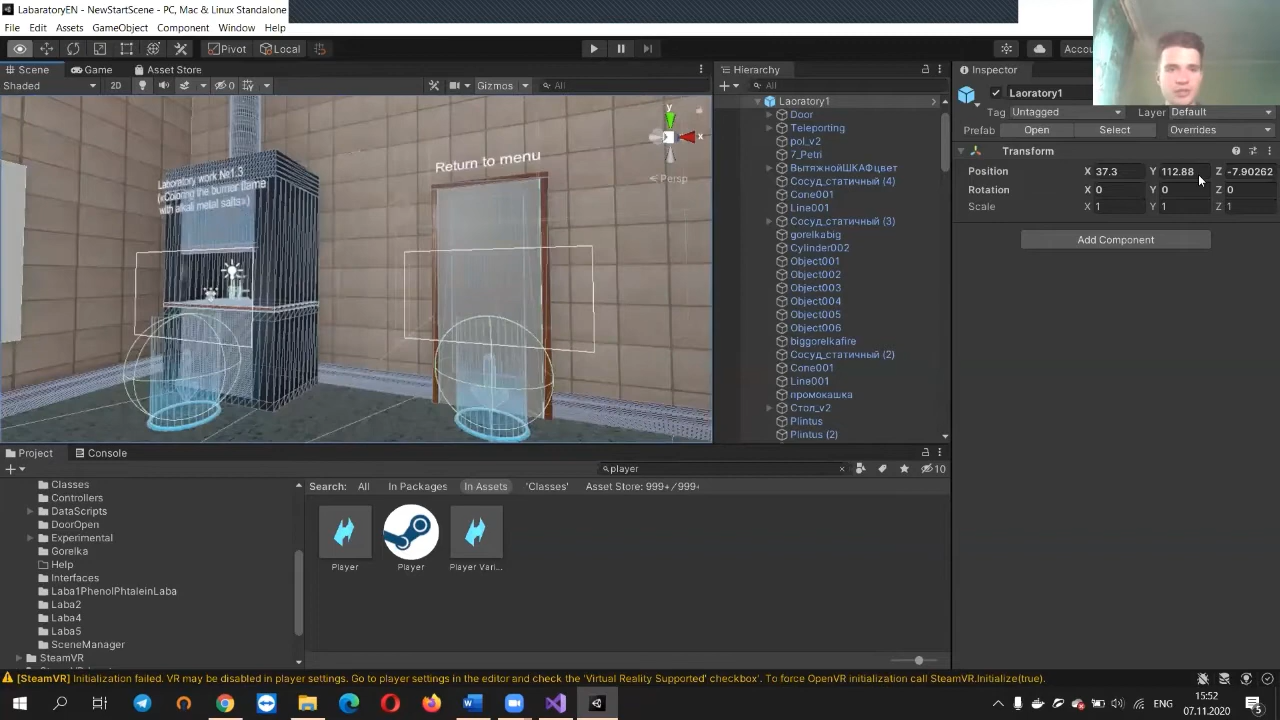 LabaratoryEN - NewStartScene - PC, Mac & Linux Standalone
File Edit Assets GameObject Component Window Help
Pivot Local
Accou
Scene Game Asset Store
Shaded 2D 0 Gizmos All
y
x
Persp
Laboratory work №1.3
(«Coloring the burner flame
with alkali metal salts»)
Return to menu
Hierarchy
All
Laoratory1
Door
Teleporting
pol_v2
7_Petri
ВытяжнойШКАФцвет
Сосуд_статичный (4)
Cone001
Line001
Сосуд_статичный (3)
gorelkabig
Cylinder002
Object001
Object002
Object003
Object004
Object005
Object006
biggorelkafire
Сосуд_статичный (2)
Cone001
Line001
промокашка
Стол_v2
Plintus
Plintus (2)
Inspector
Laoratory1
Tag Untagged Layer Default
Prefab Open Select Overrides
Transform
Position X 37.3 Y 112.88 Z -7.90262
Rotation X 0 Y 0 Z 0
Scale X 1 Y 1 Z 1
Add Component
Project Console
player 10
Classes
Controllers
DataScripts
DoorOpen
Experimental
Gorelka
Help
Interfaces
Laba1PhenolPhtaleinLaba
Laba2
Laba4
Laba5
SceneManager
SteamVR
Search: All In Packages In Assets 'Classes' Asset Store: 999+/999+
Player Player Player Vari...
[SteamVR] Initialization failed. VR may be disabled in player settings. Go to player settings in the editor and check the 'Virtual Reality Supported' checkbox'. To force OpenVR initialization call SteamVR.Initialize(true).
ENG 15:52
07.11.2020 5